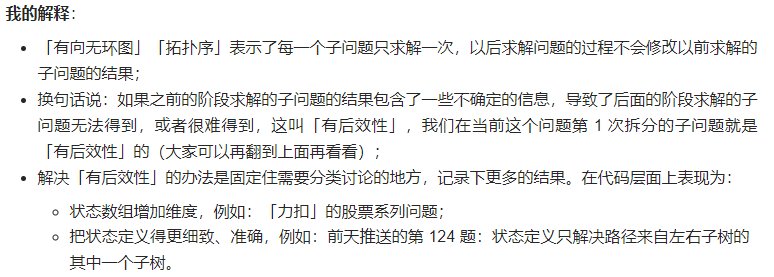 我的解释：
「有向无环图」「拓扑序」表示了每一个子问题只求解一次，以后求解问题的过程不会修改以前求解的
子问题的结果；
换句话说：如果之前的阶段求解的子问题的结果包含了一些不确定的信息，导致了后面的阶段求解的子
问题无法得到，或者很难得到，这叫「有后效性」，我们在当前这个问题第 1 次拆分的子问题就是
「有后效性」的（大家可以再翻到上面再看看）；
解决「有后效性」的办法是固定住需要分类讨论的地方，记录下更多的结果。在代码层面上表现为：
状态数组增加维度，例如：「力扣」的股票系列问题；
把状态定义得更细致、准确，例如：前天推送的第 124 题：状态定义只解决路径来自左右子树的
其中一个子树。